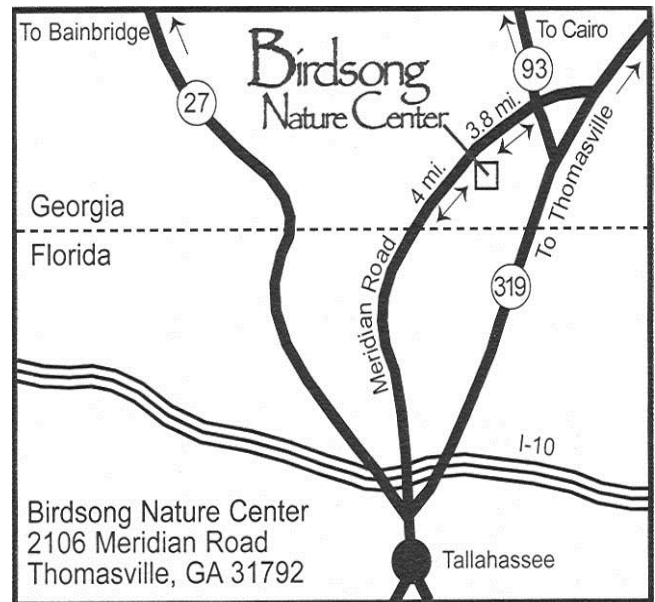 To Bainbridge
27
Birdsong
Nature Center
To Cairo
93
3.8 mi.
4 mi.
To Thomasville
Georgia
Florida
319
Meridian Road
I-10
Birdsong Nature Center
2106 Meridian Road
Thomasville, GA 31792
Tallahassee